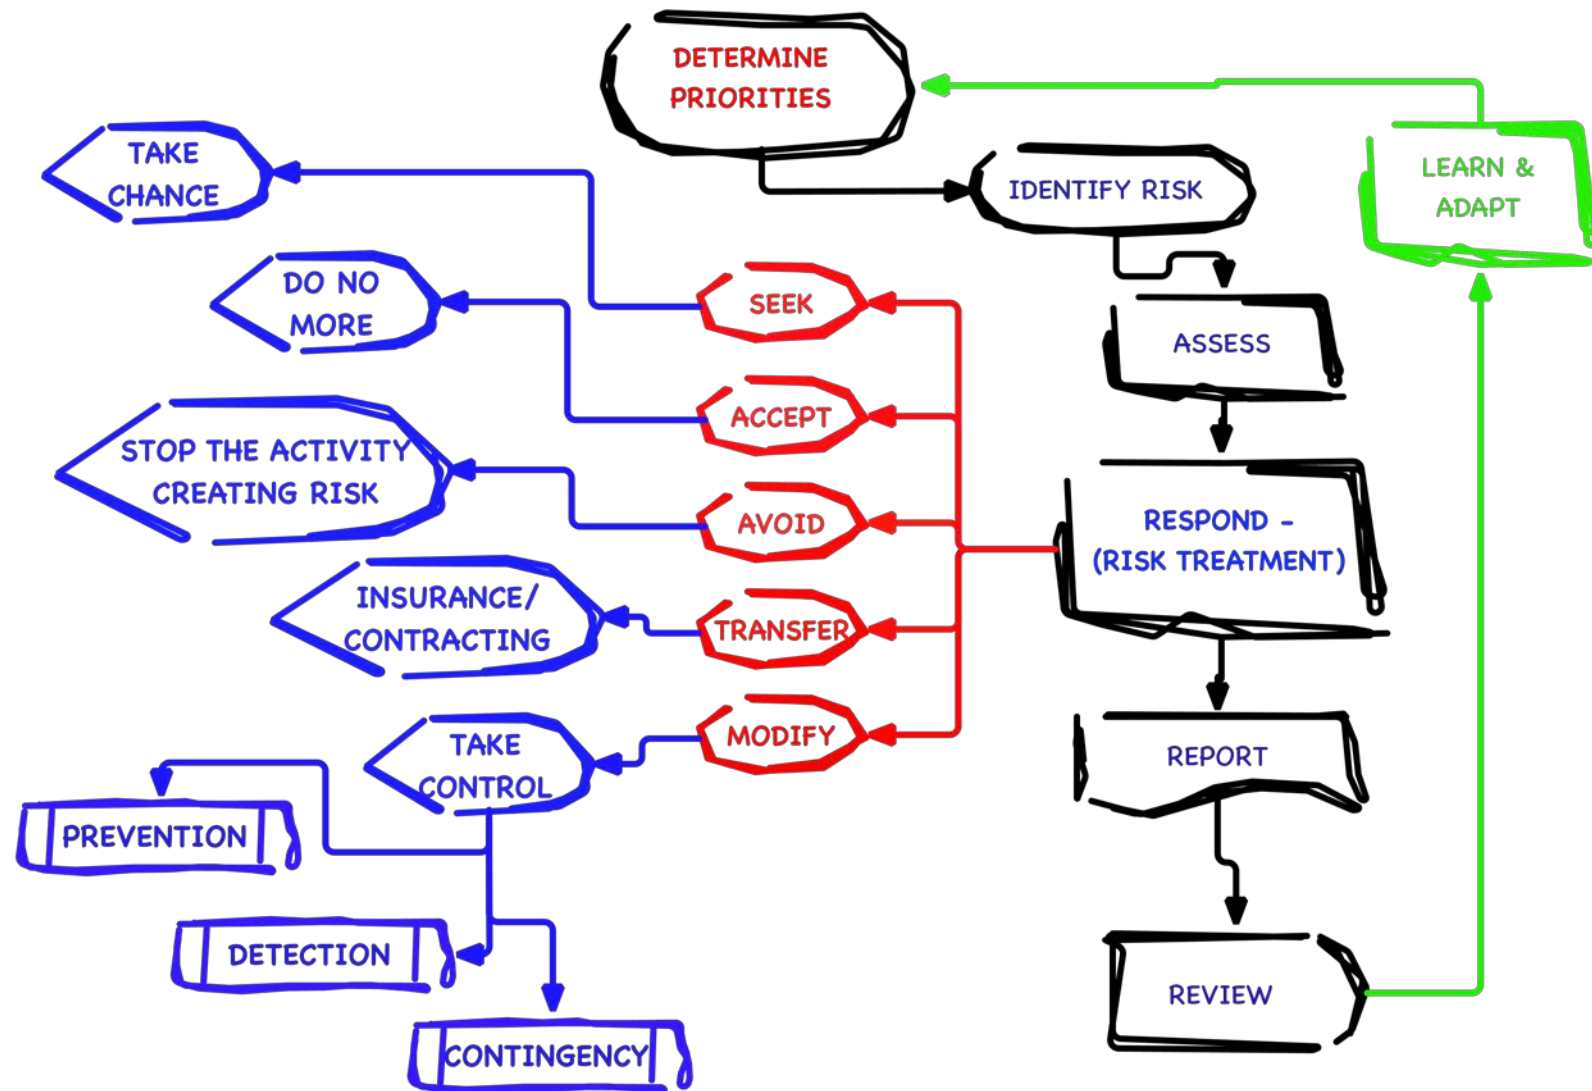 DETERMINE
PRIORITIES
IDENTIFY RISK
LEARN &
ADAPT
TAKE
CHANCE
DO NO
MORE
SEEK
ASSESS
ACCEPT
STOP THE ACTIVITY
CREATING RISK
AVOID
RESPOND -
(RISK TREATMENT)
INSURANCE/
CONTRACTING
TRANSFER
TAKE
CONTROL
MODIFY
REPORT
PREVENTION
DETECTION
REVIEW
CONTINGENCY